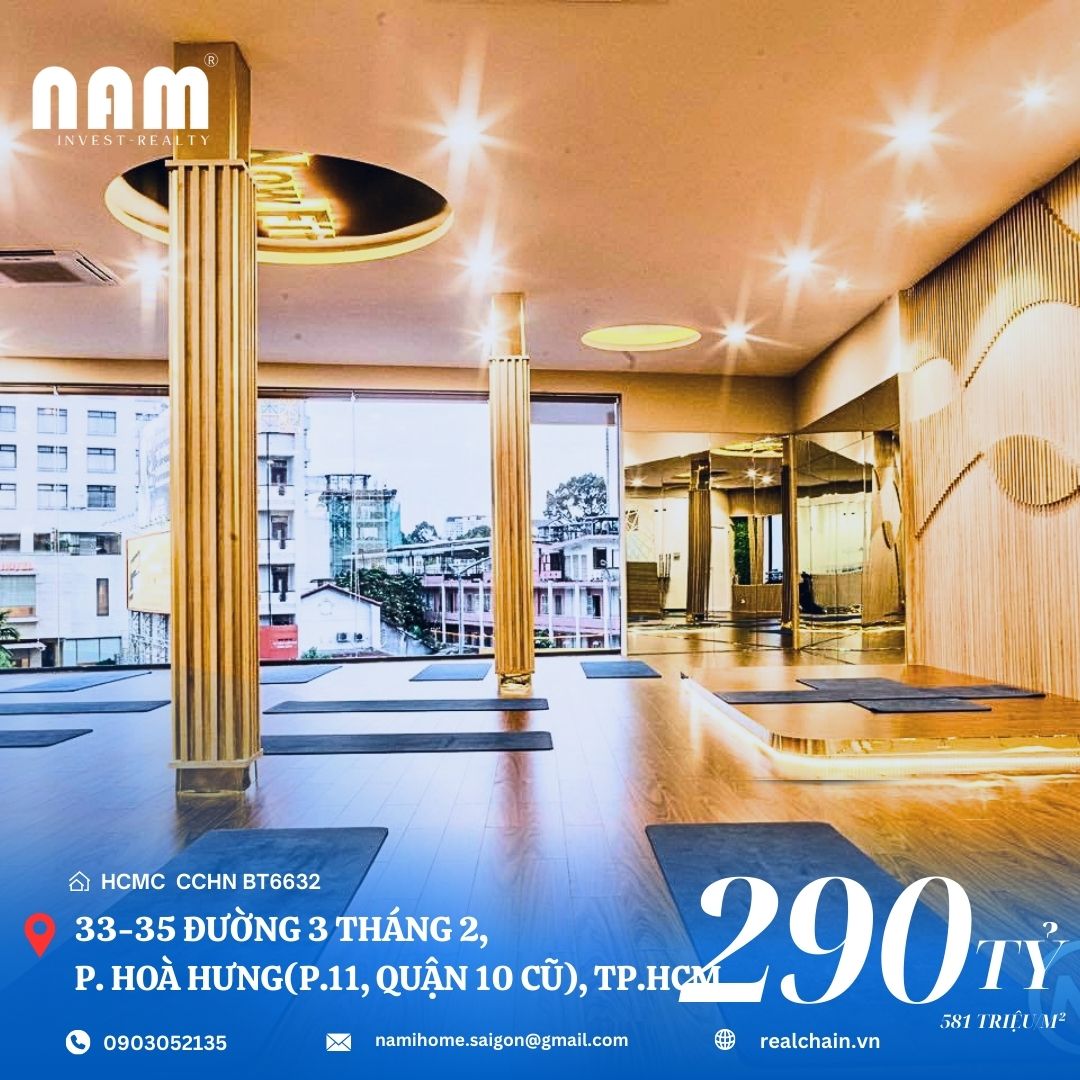 NAM®
INVEST-REALTY
HCMC CCHN BT6632
33-35 ĐƯỜNG 3 THÁNG 2,
P. HOÀ HƯNG(P.11, QUẬN 10 CŨ), TP.HCM
290 TỶ
581 TRIỆU/M²
0903052135
namihome.saigon@gmail.com
realchain.vn